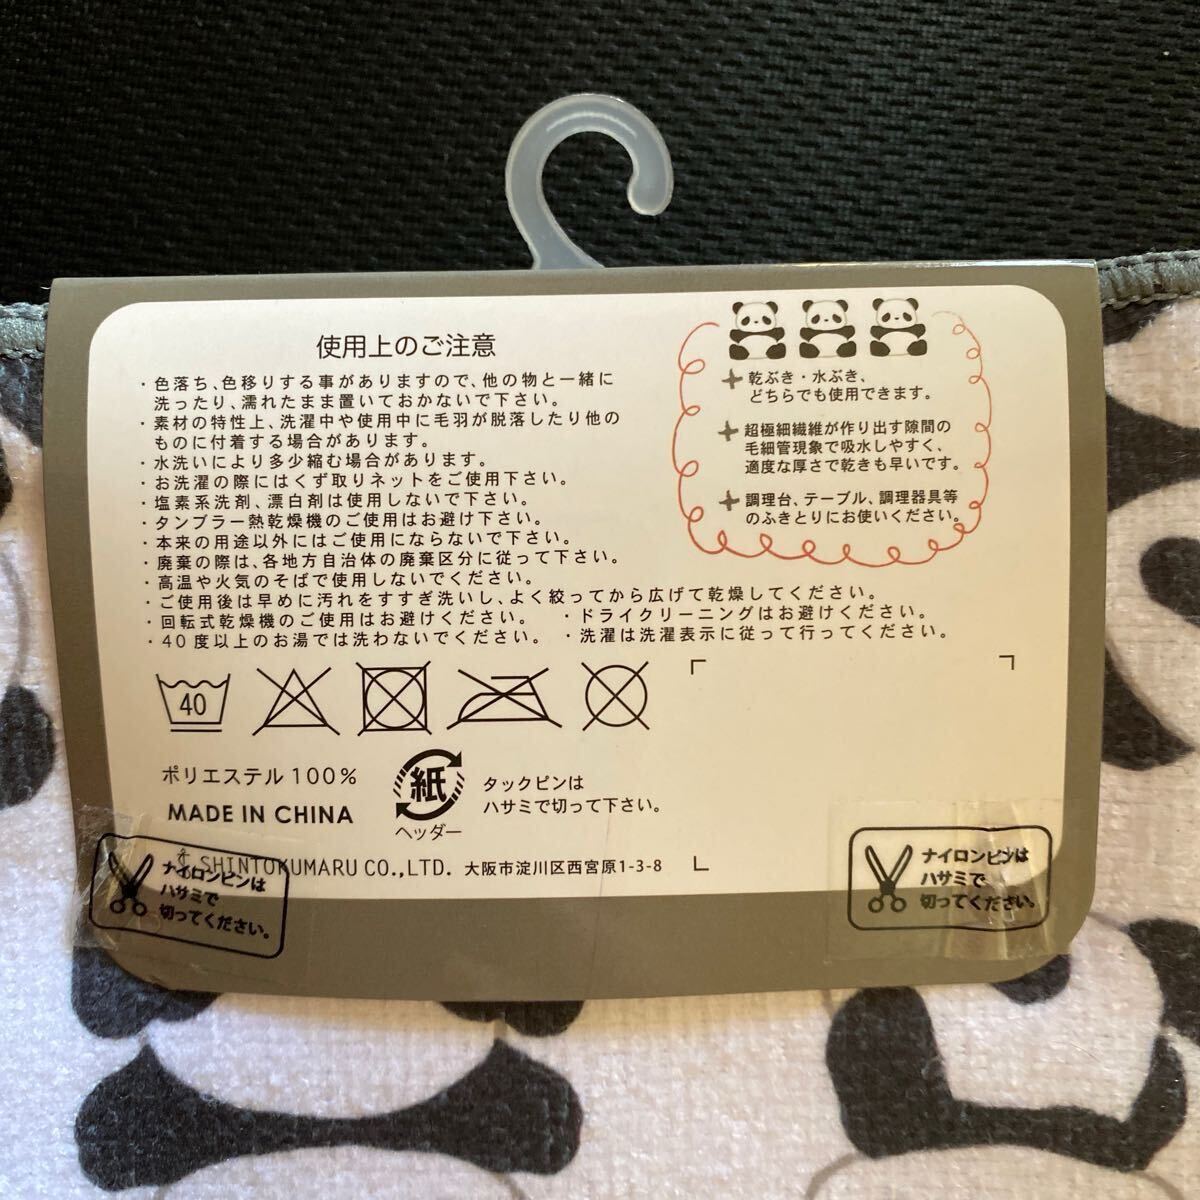 使用上のご注意
・色落ち、色移りする事がありますので、他の物と一緒に
洗ったり、濡れたまま置いておかないで下さい。
・素材の特性上、洗濯中や使用中に毛羽が脱落したり他の
ものに付着する場合があります。
・水洗いにより多少縮む場合があります。
・お洗濯の際にはくず取りネットをご使用下さい。
・塩素系洗剤、漂白剤は使用しないで下さい。
・タンブラー熱乾燥機のご使用はお避け下さい。
・本来の用途以外にはご使用にならないで下さい。
・廃棄の際は、各地方自治体の廃棄区分に従って下さい。
・高温や火気のそばで使用しないでください。
・ご使用後は早めに汚れをすすぎ洗いし、よく絞ってから広げて乾燥してください。
・回転式乾燥機のご使用はお避けください。 ・ドライクリーニングはお避けください。
・40度以上のお湯では洗わないでください。 ・洗濯は洗濯表示に従って行ってください。
乾ぶき・水ぶき、
どちらでも使用できます。
超極細繊維が作り出す隙間の
毛細管現象で吸水しやすく、
適度な厚さで乾きも早いです。
調理台、テーブル、調理器具等
のふきとりにお使いください。
40
ポリエステル100%
MADE IN CHINA
紙
ヘッダー
タックピンは
ハサミで切って下さい。
SHINTOKUMARU CO.,LTD. 大阪市淀川区西宮原1-3-8
ナイロンピンは
ハサミで
切ってください。
ナイロンピンは
ハサミで
切ってください。